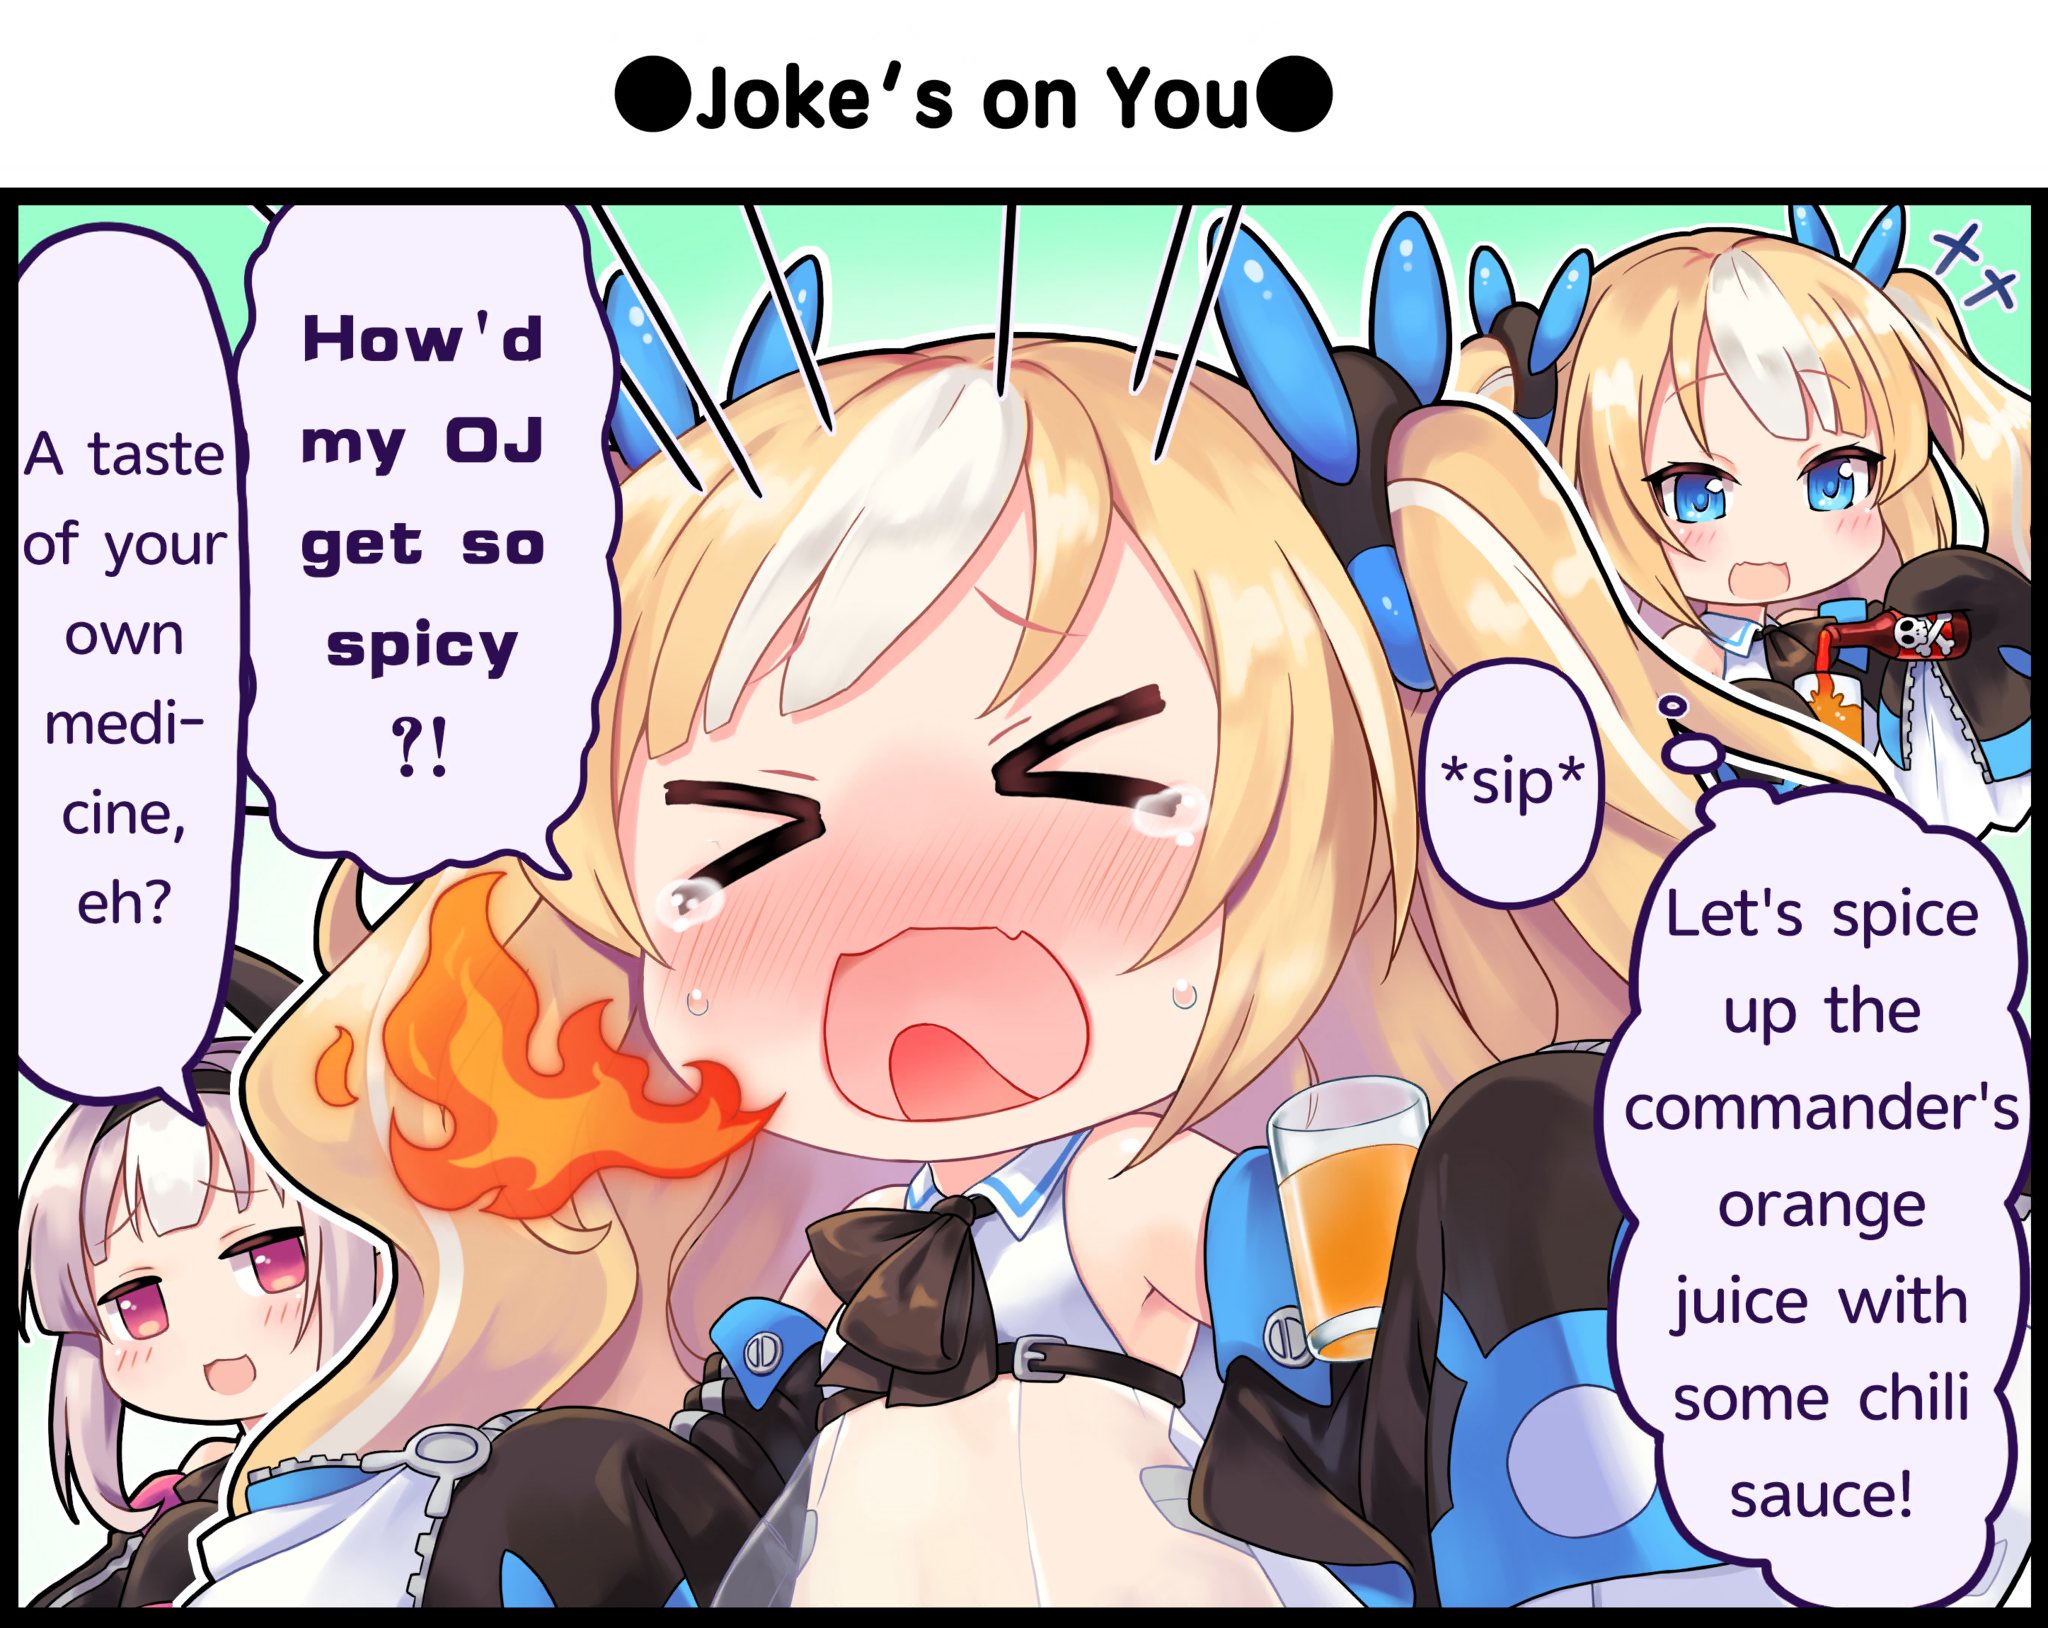 ●Joke's on You●
Let's spice
up the
commander's
orange
juice with
some chili
sauce!
*sip*
How'd
my OJ
get so
spicy
?!
A taste
of your
own
medi-
cine,
eh?